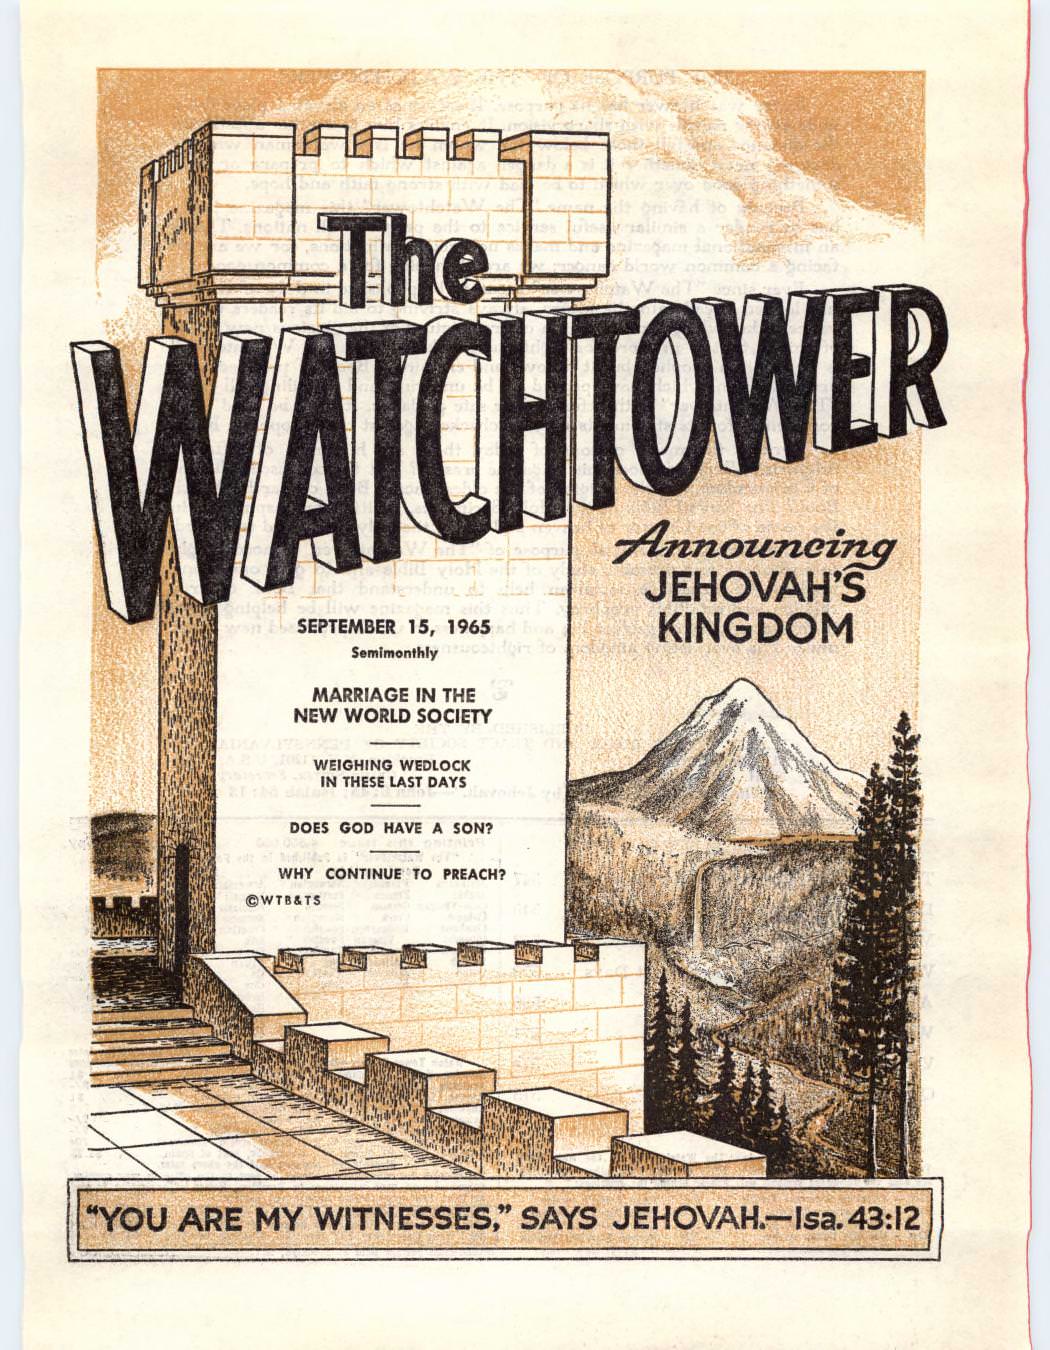 The
WATCHTOWER
Announcing
JEHOVAH'S
KINGDOM
SEPTEMBER 15, 1965
Semimonthly
MARRIAGE IN THE
NEW WORLD SOCIETY
WEIGHING WEDLOCK
IN THESE LAST DAYS
DOES GOD HAVE A SON?
WHY CONTINUE TO PREACH?
©WTB&TS
"YOU ARE MY WITNESSES," SAYS JEHOVAH.—Isa. 43:12